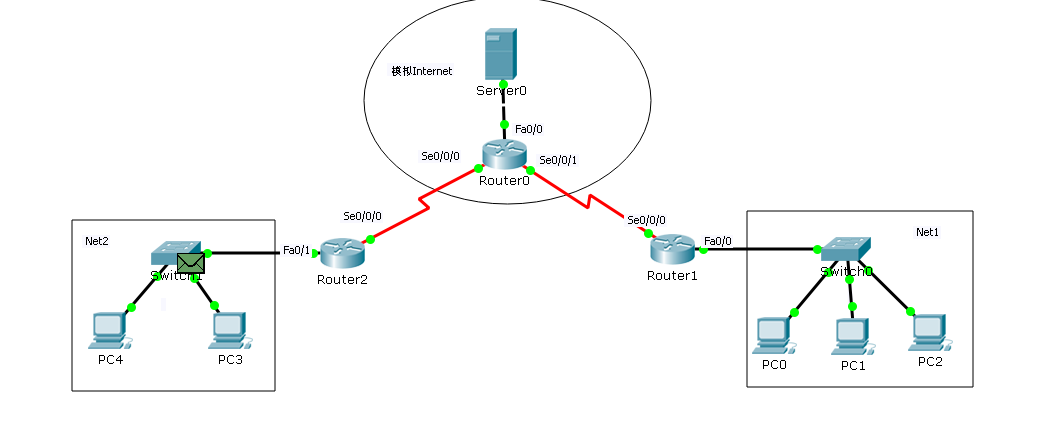 模拟Internet
Server0
Fa0/0
Se0/0/0
Se0/0/1
Router0
Se0/0/0
Se0/0/0
Net2
Net1
Fa0/1
Fa0/0
Switch1
Router2
Router1
Switch0
PC4
PC3
PC0
PC1
PC2